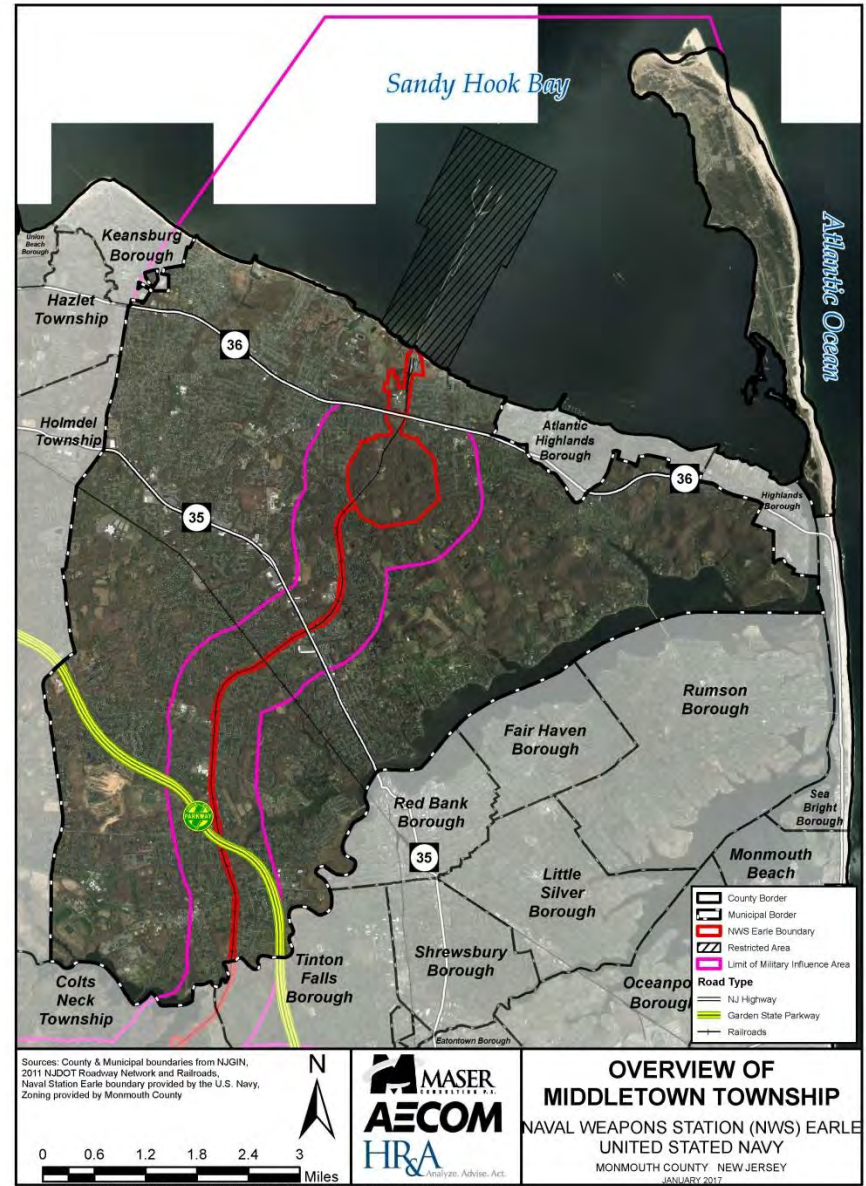 Sandy Hook Bay
Atlantic Ocean
Union
Beach
Borough
Keansburg
Borough
Hazlet
Township
36
Holmdel
Township
Atlantic
Highlands
Borough
36
Highlands
Borough
35
Rumson
Borough
Fair Haven
Borough
PARKWAY
Red Bank
Borough
Sea
Bright
Borough
35
Monmouth
Beach
Little
Silver
Borough
Shrewsbury
Borough
Tinton
Falls
Borough
Colts
Neck
Township
Oceanpo
Boroug
Eatontown Borough
County Border
Municipal Border
NWS Earle Boundary
Restricted Area
Limit of Military Influence Area
Road Type
NJ Highway
Garden State Parkway
Railroads
Sources: County & Municipal boundaries from NJGIN,
2011 NJDOT Roadway Network and Railroads,
Naval Station Earle boundary provided by the U.S. Navy,
Zoning provided by Monmouth County
N
0 0.6 1.2 1.8 2.4 3
Miles
MASER
CONSULTING P.A.
AECOM
HR&A
Analyze. Advise. Act.
OVERVIEW OF
MIDDLETOWN TOWNSHIP
NAVAL WEAPONS STATION (NWS) EARLE
UNITED STATED NAVY
MONMOUTH COUNTY NEW JERSEY
JANUARY 2017